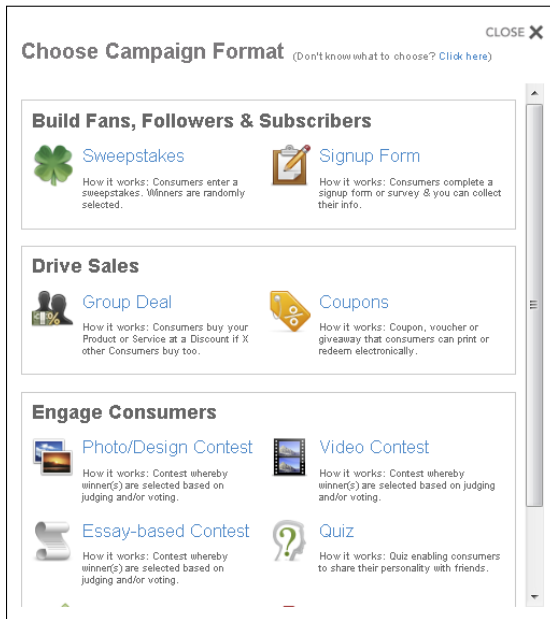 CLOSE X
Choose Campaign Format (Don't know what to choose? Click here)
Build Fans, Followers & Subscribers
Sweepstakes
How it works: Consumers enter a
sweepstakes. Winners are randomly
selected.
Signup Form
How it works: Consumers complete a
signup form or survey & you can collect
their info.
Drive Sales
Group Deal
How it works: Consumers buy your
Product or Service at a Discount if X
other Consumers buy too.
Coupons
How it works: Coupon, voucher or
giveaway that consumers can print or
redeem electronically.
Engage Consumers
Photo/Design Contest
How it works: Contest whereby
winner(s) are selected based on
judging and/or voting.
Video Contest
How it works: Contest whereby
winner(s) are selected based on judging
and/or voting.
Essay-based Contest
How it works: Contest whereby
winner(s) are selected based on
judging and/or voting.
Quiz
How it works: Quiz enabling consumers
to share their personality with friends.